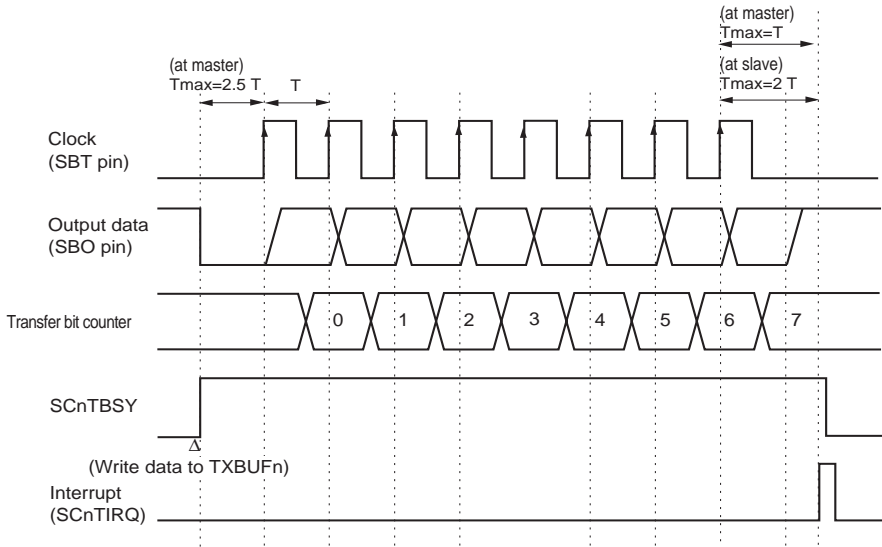 (at master)
Tmax=T
(at master)
Tmax=2.5 T
T
(at slave)
Tmax=2 T
Clock
(SBT pin)
Output data
(SBO pin)
Transfer bit counter
0 1 2 3 4 5 6 7
SCnTBSY
Δ
(Write data to TXBUFn)
Interrupt
(SCnTIRQ)